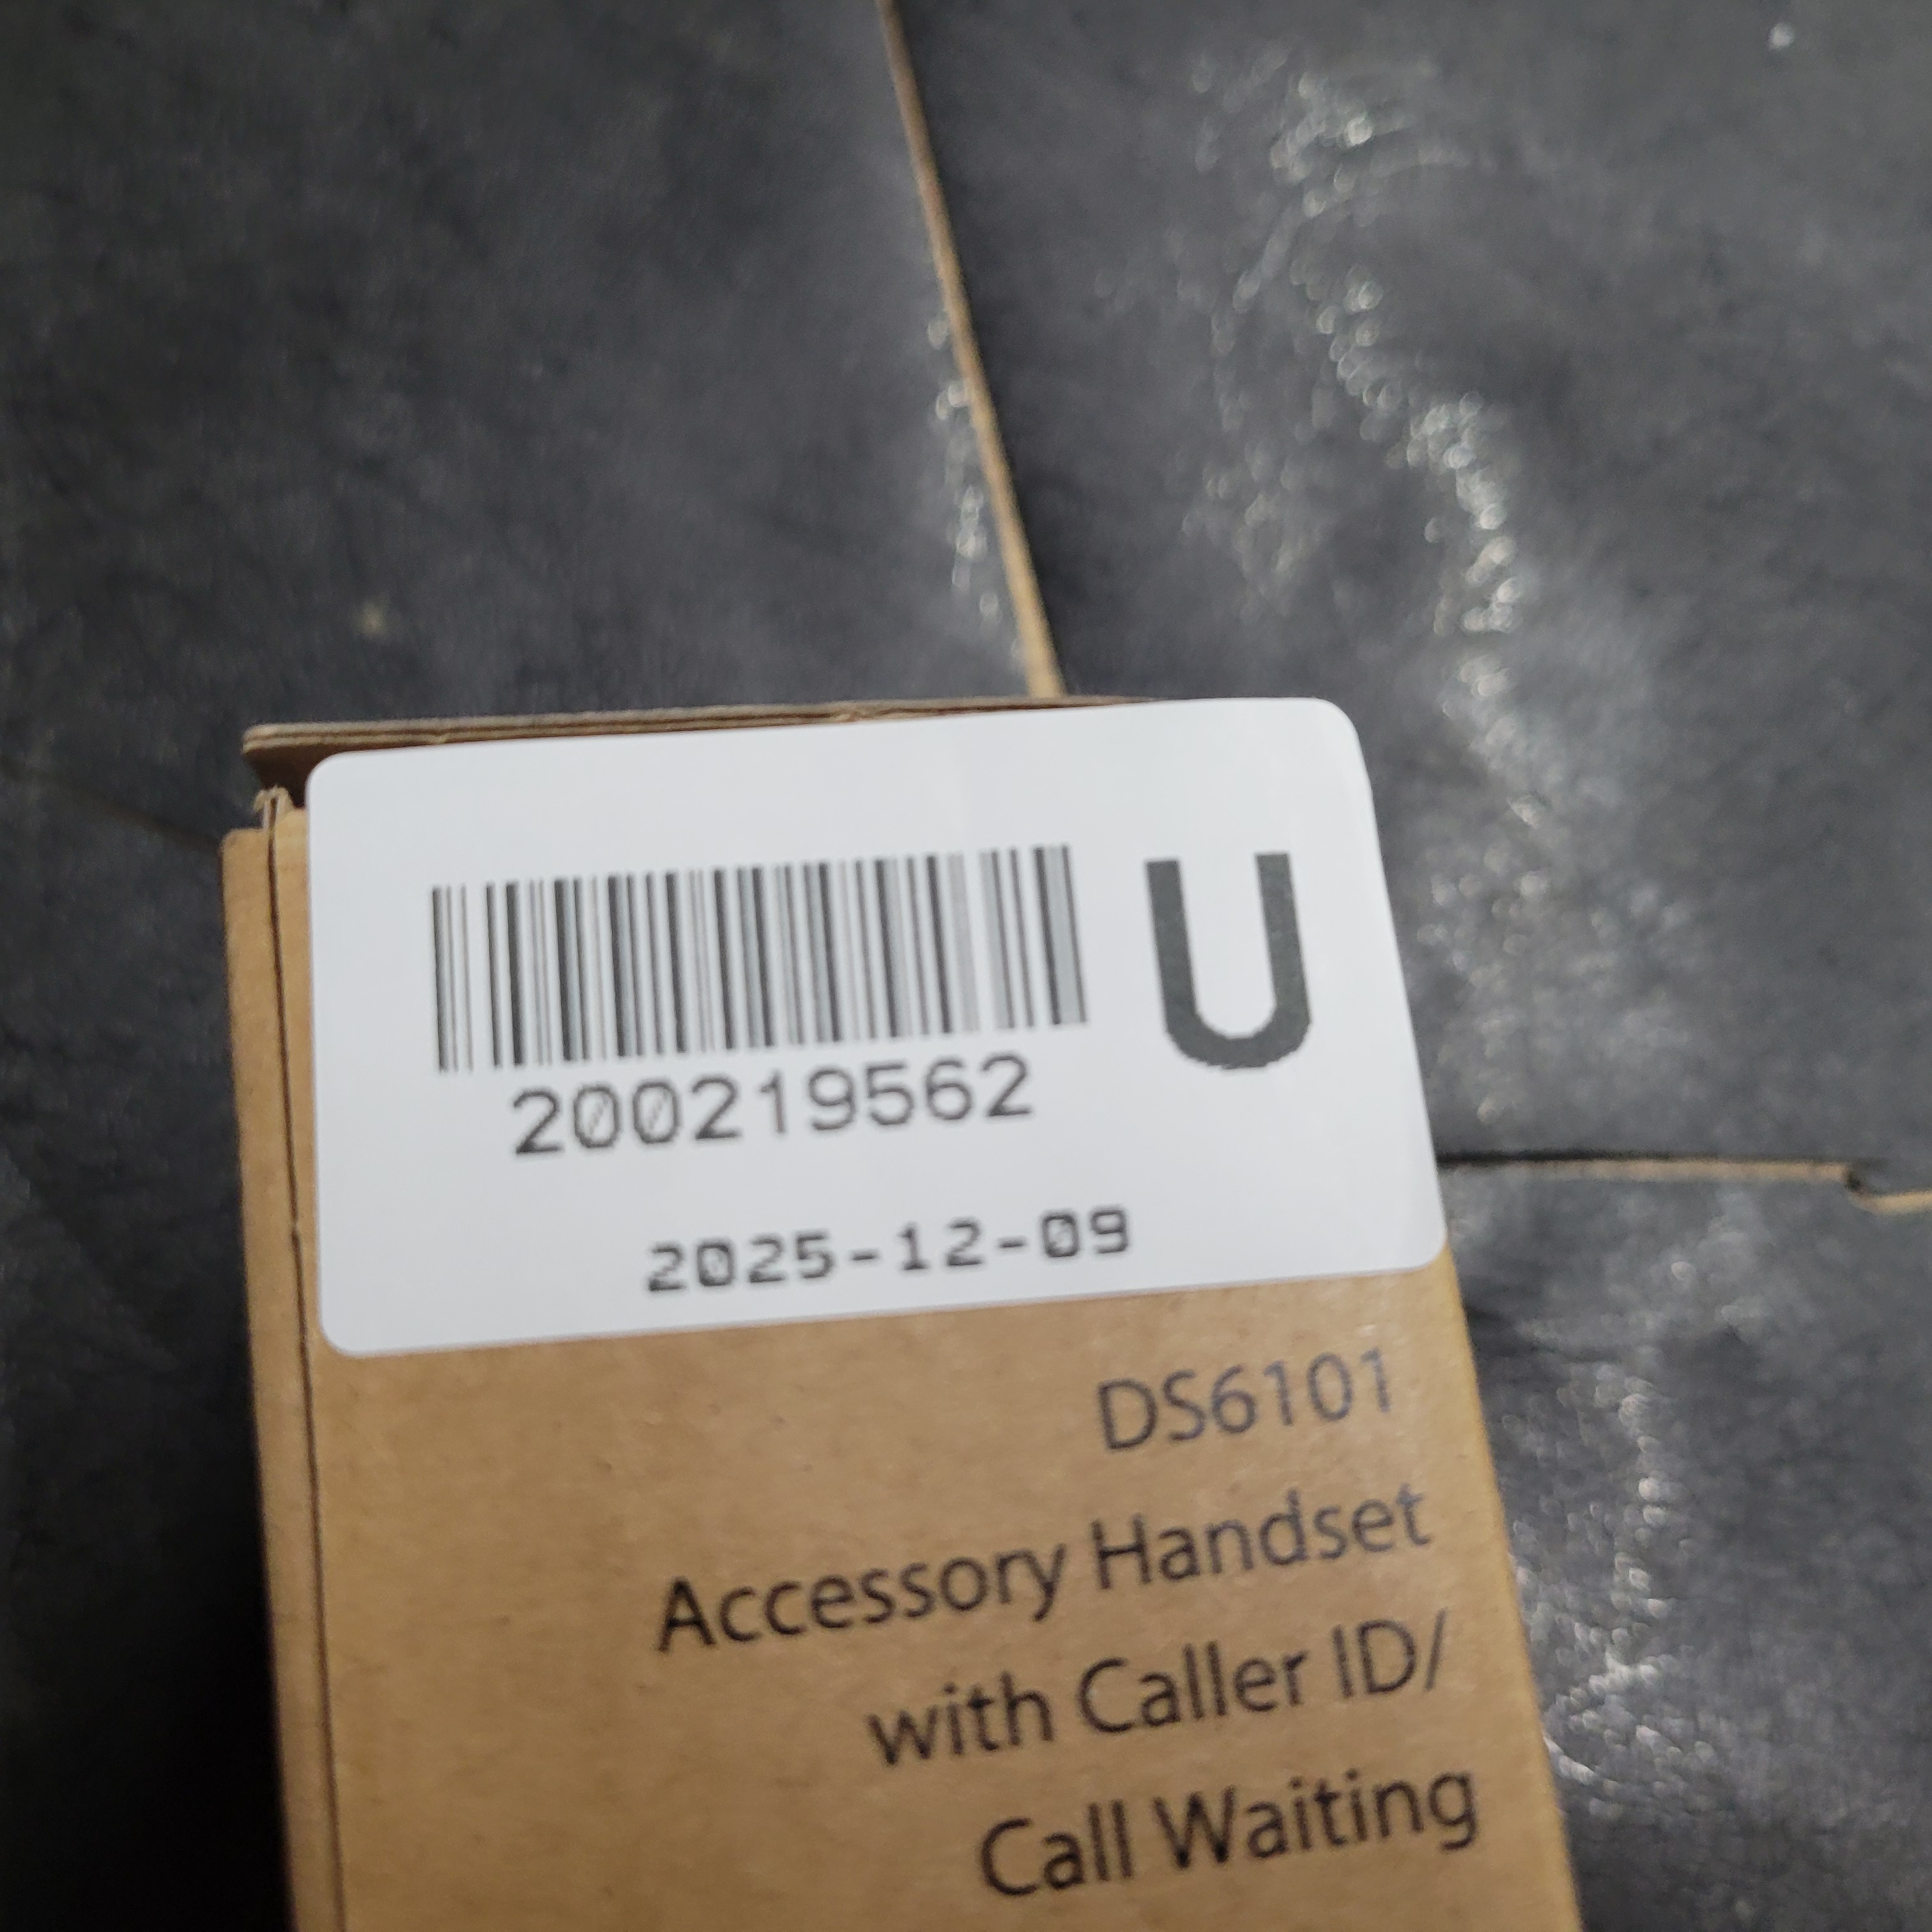 U
200219562
2025-12-09
DS6101
Accessory Handset
with Caller ID/
Call Waiting